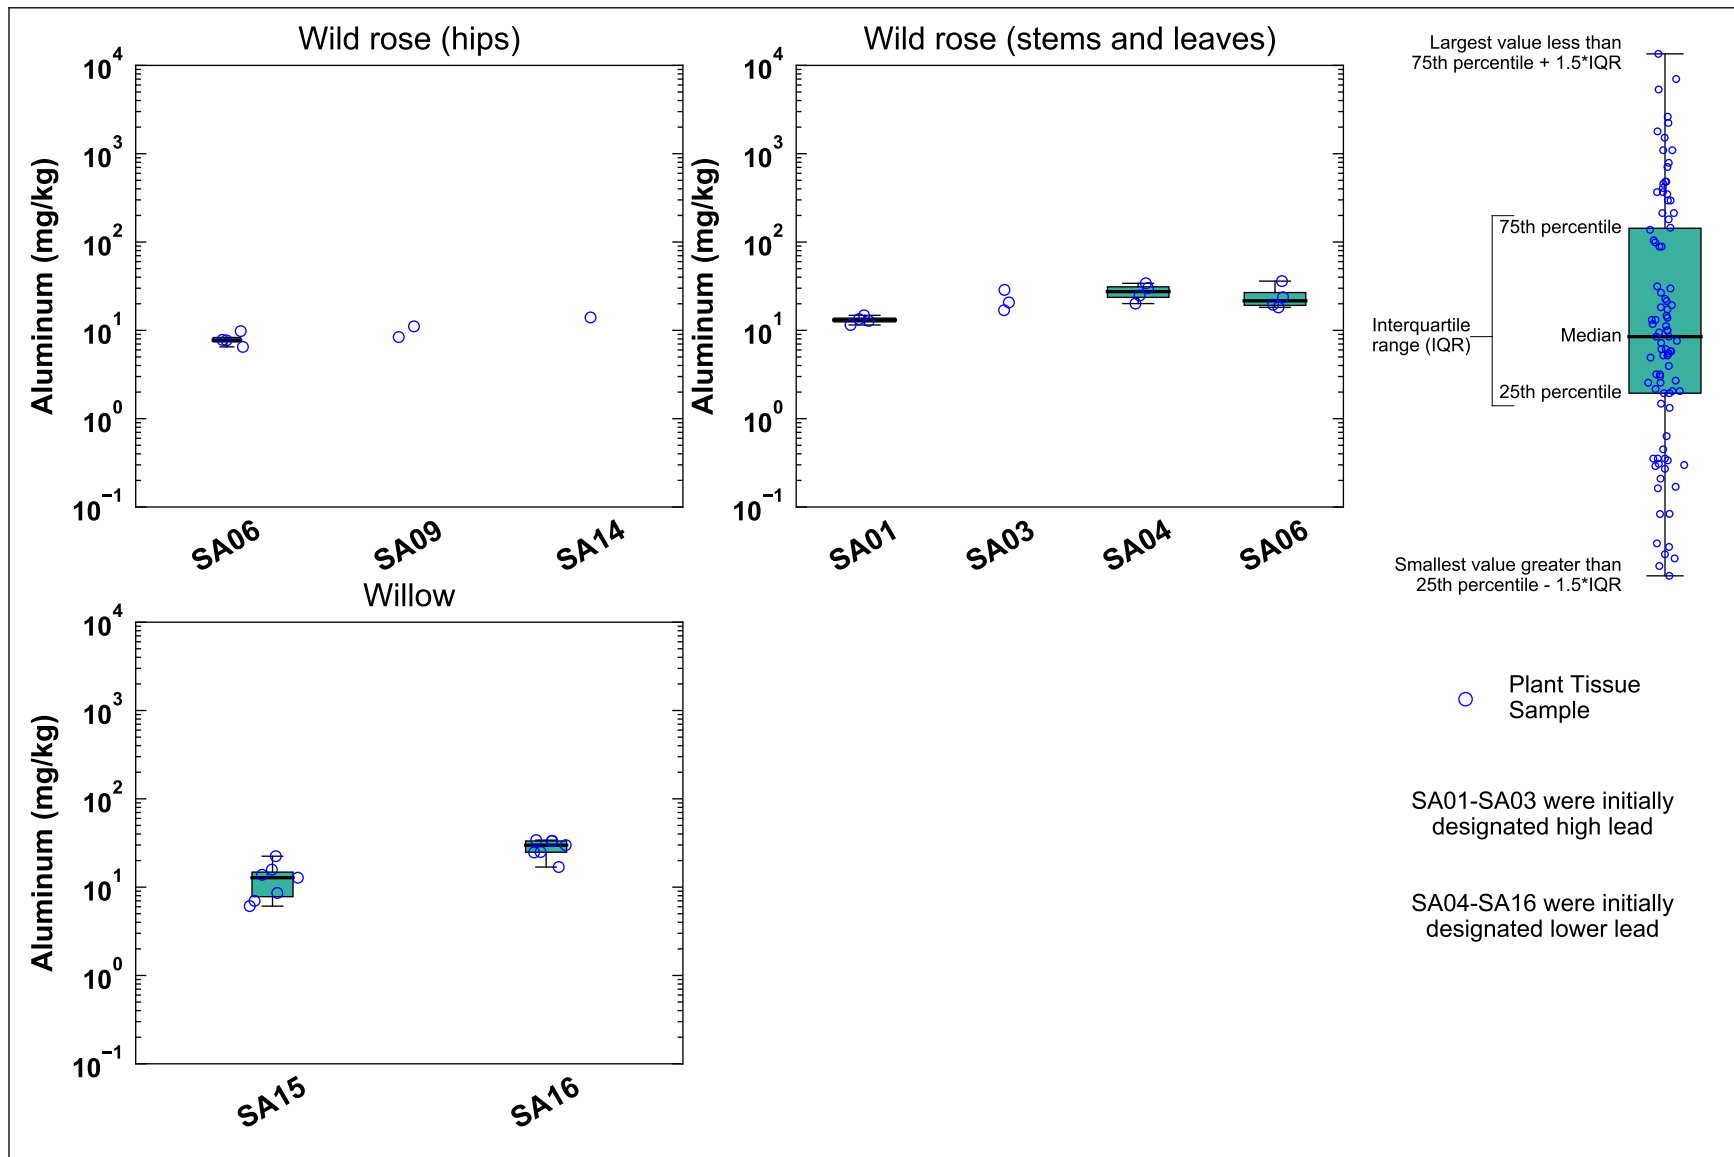 Wild rose (hips)
Aluminum (mg/kg)
10^4
10^3
10^2
10^1
10^0
10^−1
SA06
SA09
SA14
Wild rose (stems and leaves)
Aluminum (mg/kg)
10^4
10^3
10^2
10^1
10^0
10^−1
SA01
SA03
SA04
SA06
Largest value less than
75th percentile + 1.5*IQR
75th percentile
Interquartile
range (IQR)
Median
25th percentile
Smallest value greater than
25th percentile - 1.5*IQR
Willow
Aluminum (mg/kg)
10^4
10^3
10^2
10^1
10^0
10^−1
SA15
SA16
Plant Tissue
Sample
SA01-SA03 were initially
designated high lead
SA04-SA16 were initially
designated lower lead